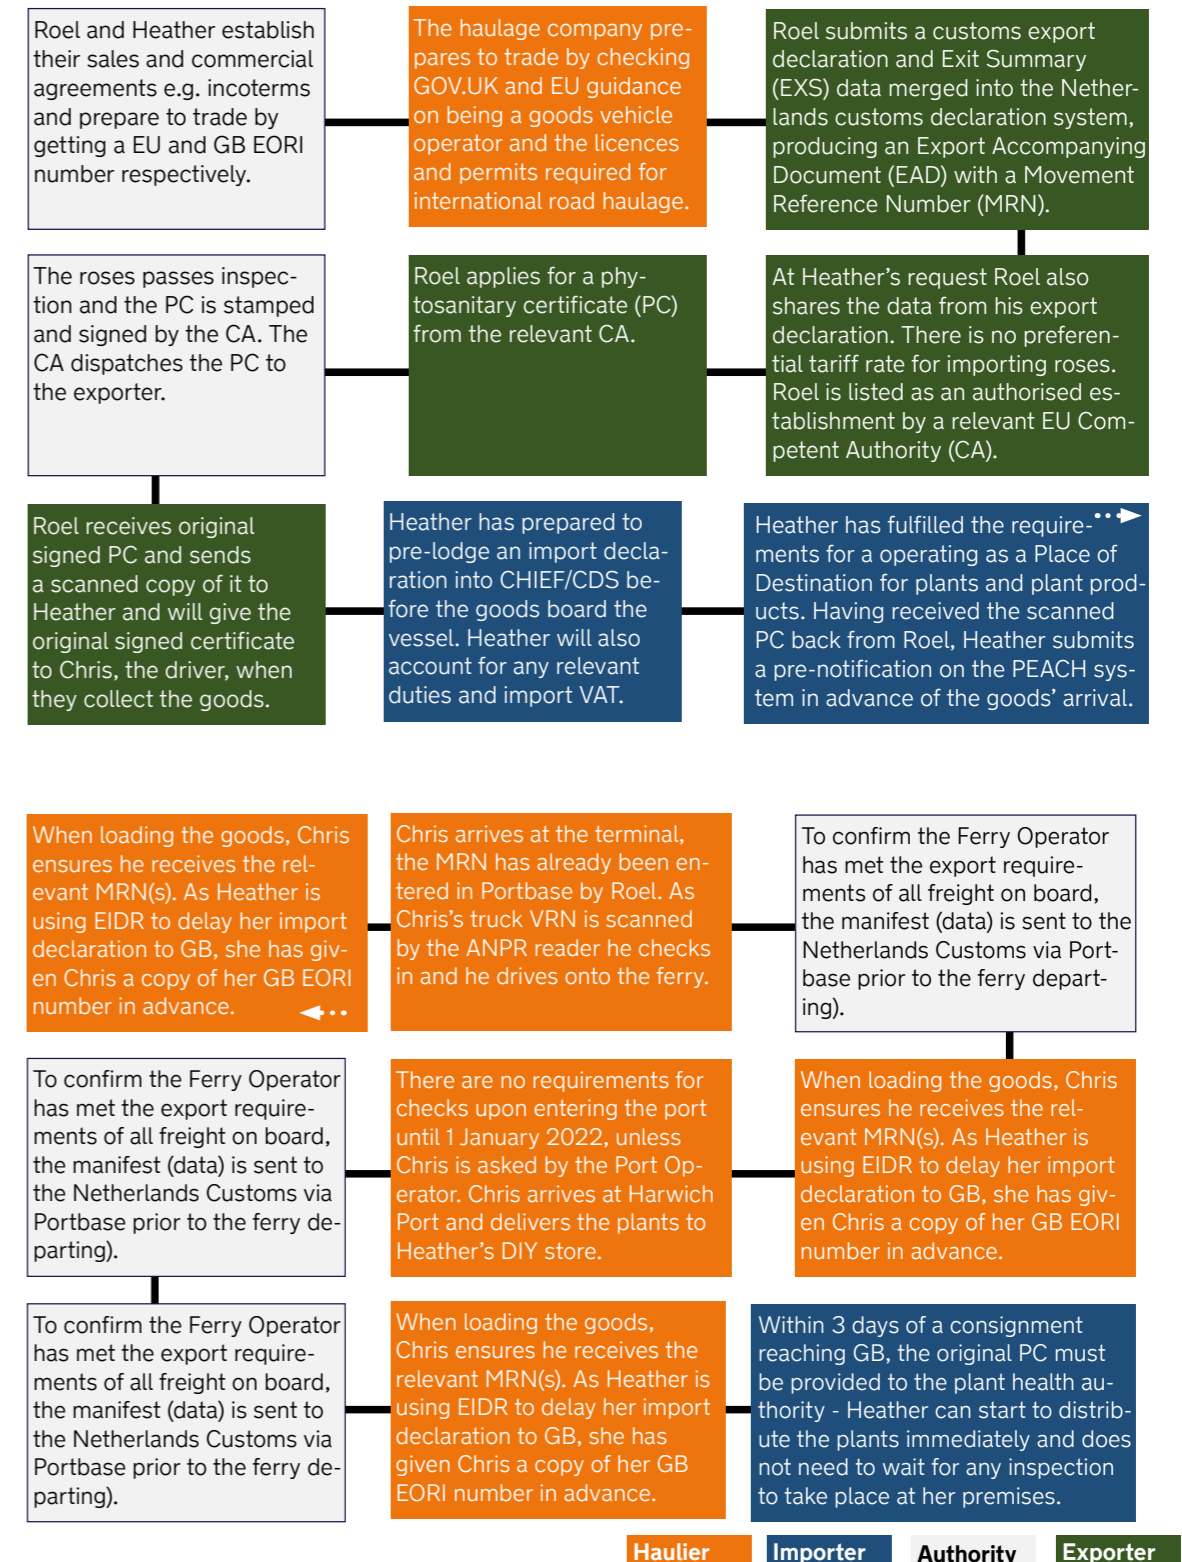 Roel and Heather establish
their sales and commercial
agreements e.g. incoterms
and prepare to trade by
getting a EU and GB EORI
number respectively.
The haulage company pre-
pares to trade by checking
GOV.UK and EU guidance
on being a goods vehicle
operator and the licences
and permits required for
international road haulage.
Roel submits a customs export
declaration and Exit Summary
(EXS) data merged into the Nether-
lands customs declaration system,
producing an Export Accompanying
Document (EAD) with a Movement
Reference Number (MRN).
At Heather's request Roel also
shares the data from his export
declaration. There is no preferen-
tial tariff rate for importing roses.
Roel is listed as an authorised es-
tablishment by a relevant EU Com-
petent Authority (CA).
Roel applies for a phy-
tosanitary certificate (PC)
from the relevant CA.
The roses passes inspec-
tion and the PC is stamped
and signed by the CA. The
CA dispatches the PC to
the exporter.
Roel receives original
signed PC and sends
a scanned copy of it to
Heather and will give the
original signed certificate
to Chris, the driver, when
they collect the goods.
Heather has prepared to
pre-lodge an import decla-
ration into CHIEF/CDS be-
fore the goods board the
vessel. Heather will also
account for any relevant
duties and import VAT.
Heather has fulfilled the require-
ments for a operating as a Place of
Destination for plants and plant prod-
ucts. Having received the scanned
PC back from Roel, Heather submits
a pre-notification on the PEACH sys-
tem in advance of the goods' arrival.
When loading the goods, Chris
ensures he receives the rel-
evant MRN(s). As Heather is
using EIDR to delay her import
declaration to GB, she has giv-
en Chris a copy of her GB EORI
number in advance.
Chris arrives at the terminal,
the MRN has already been en-
tered in Portbase by Roel. As
Chris's truck VRN is scanned
by the ANPR reader he checks
in and he drives onto the ferry.
To confirm the Ferry Operator
has met the export require-
ments of all freight on board,
the manifest (data) is sent to the
Netherlands Customs via Port-
base prior to the ferry depart-
ing).
When loading the goods, Chris
ensures he receives the rel-
evant MRN(s). As Heather is
using EIDR to delay her import
declaration to GB, she has giv-
en Chris a copy of her GB EORI
number in advance.
There are no requirements for
checks upon entering the port
until 1 January 2022, unless
Chris is asked by the Port Op-
erator. Chris arrives at Harwich
Port and delivers the plants to
Heather's DIY store.
To confirm the Ferry Operator
has met the export require-
ments of all freight on board,
the manifest (data) is sent to
the Netherlands Customs via
Portbase prior to the ferry de-
parting).
To confirm the Ferry Operator
has met the export require-
ments of all freight on board,
the manifest (data) is sent to
the Netherlands Customs via
Portbase prior to the ferry de-
parting).
When loading the goods,
Chris ensures he receives the
relevant MRN(s). As Heather is
using EIDR to delay her import
declaration to GB, she has
given Chris a copy of her GB
EORI number in advance.
Within 3 days of a consignment
reaching GB, the original PC must
be provided to the plant health au-
thority - Heather can start to distrib-
ute the plants immediately and does
not need to wait for any inspection
to take place at her premises.
Haulier
Importer
Authority
Exporter